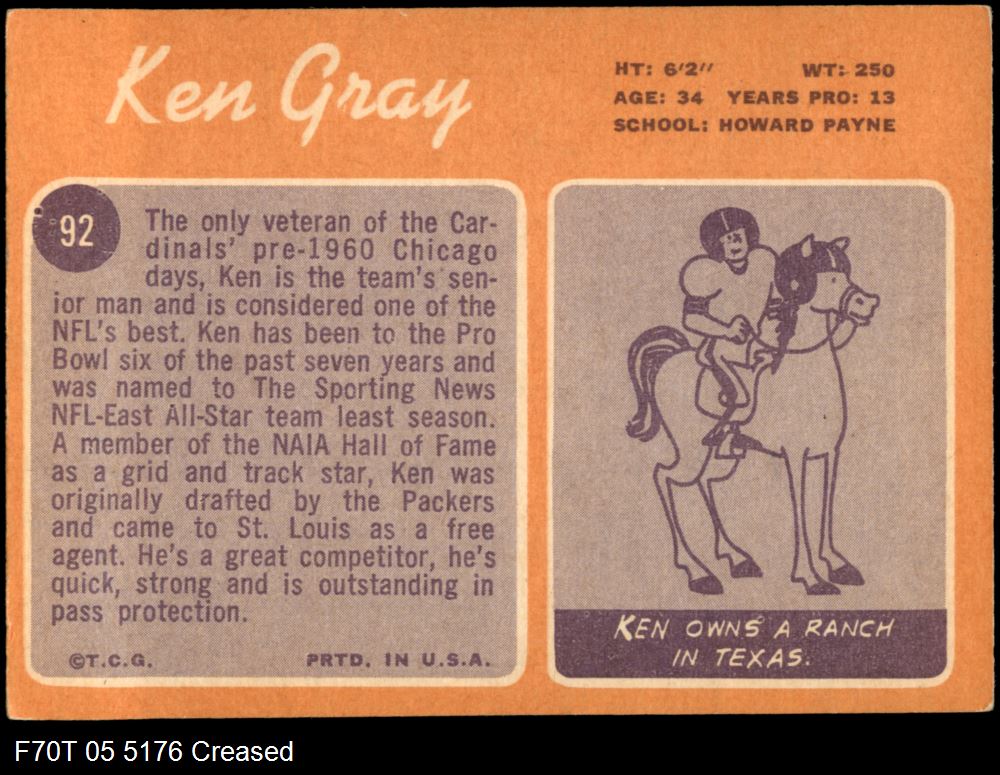 Ken Gray
HT: 6'2" WT: 250
AGE: 34 YEARS PRO: 13
SCHOOL: HOWARD PAYNE
92
The only veteran of the Car-
dinals' pre-1960 Chicago
days, Ken is the team's sen-
ior man and is considered one of the
NFL's best. Ken has been to the Pro
Bowl six of the past seven years and
was named to The Sporting News
NFL-East All-Star team least season.
A member of the NAIA Hall of Fame
as a grid and track star, Ken was
originally drafted by the Packers
and came to St. Louis as a free
agent. He's a great competitor, he's
quick, strong and is outstanding in
pass protection.
©T.C.G. PRTD. IN U.S.A.
KEN OWNS A RANCH
IN TEXAS.
F70T 05 5176 Creased